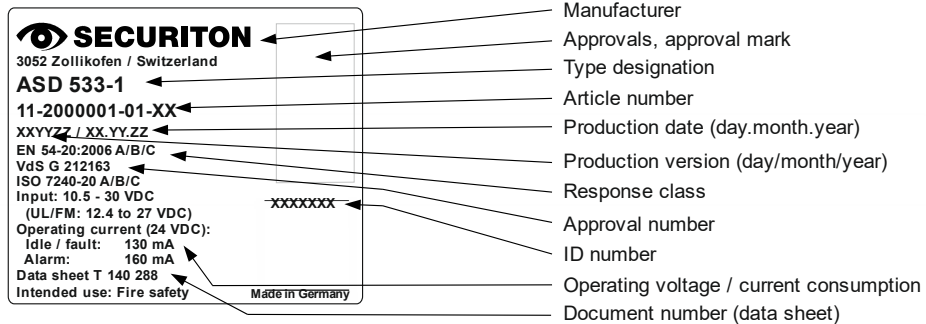 SECURITON
3052 Zollikofen / Switzerland
ASD 533-1
11-2000001-01-XX
XXYYZZ / XX.YY.ZZ
EN 54-20:2006 A/B/C
VdS G 212163
ISO 7240-20 A/B/C
Input: 10.5 - 30 VDC
(UL/FM: 12.4 to 27 VDC)
Operating current (24 VDC):
Idle / fault: 130 mA
Alarm: 160 mA
Data sheet T 140 288
Intended use: Fire safety
XXXXXXX
Made in Germany
Manufacturer
Approvals, approval mark
Type designation
Article number
Production date (day.month.year)
Production version (day/month/year)
Response class
Approval number
ID number
Operating voltage / current consumption
Document number (data sheet)